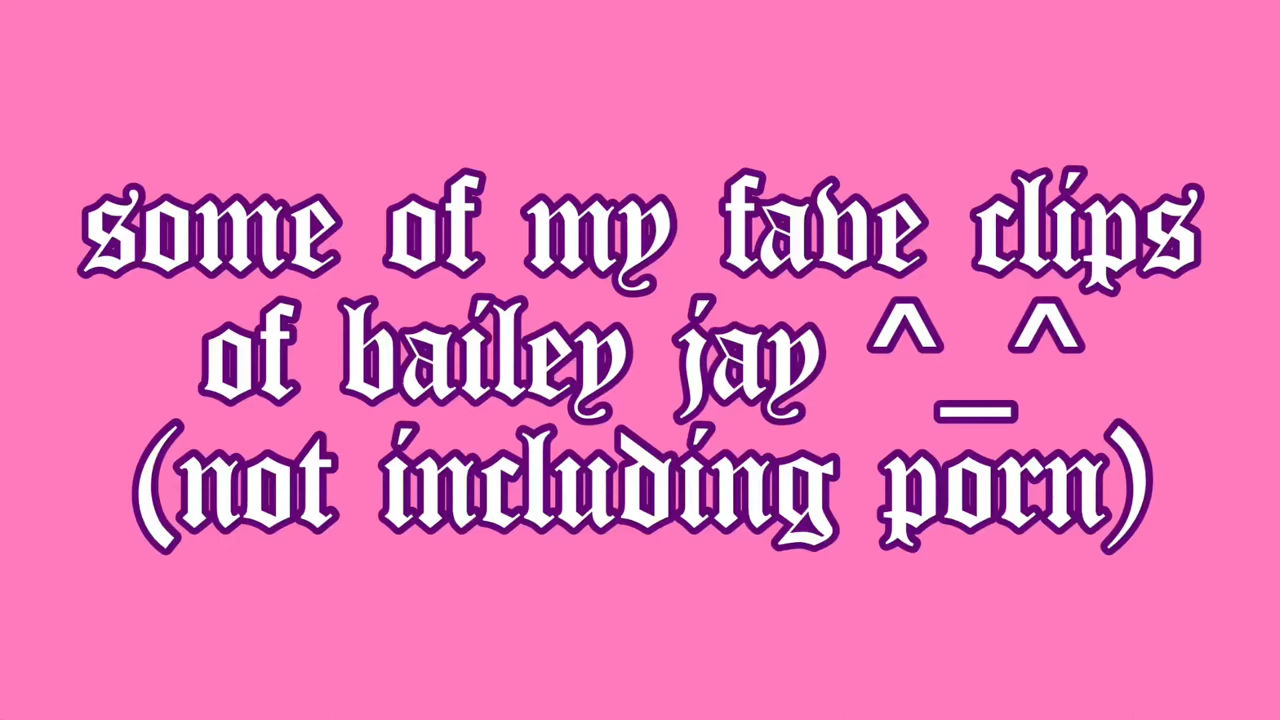 some of my fave clips
of bailey jay ^_^
(not including porn)